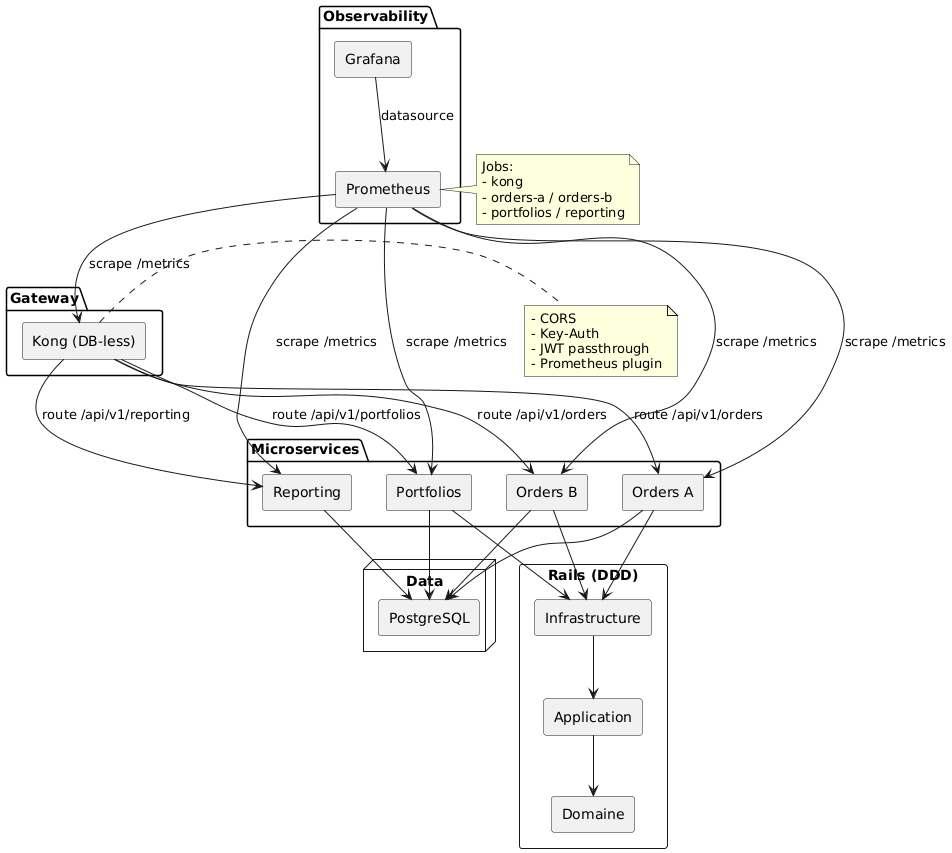 Observability
Grafana
datasource
Prometheus
Jobs:
- kong
- orders-a / orders-b
- portfolios / reporting
scrape /metrics
Gateway
Kong (DB-less)
- CORS
- Key-Auth
- JWT passthrough
- Prometheus plugin
scrape /metrics
scrape /metrics
scrape /metrics
scrape /metrics
route /api/v1/reporting
route /api/v1/portfolios
route /api/v1/orders
route /api/v1/orders
Microservices
Reporting
Portfolios
Orders B
Orders A
Data
PostgreSQL
Rails (DDD)
Infrastructure
Application
Domaine